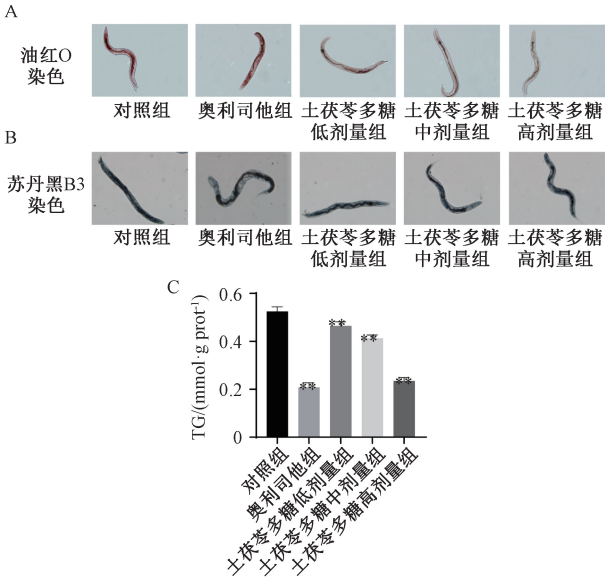 A
油红O
染色
对照组 奥利司他组 土茯苓多糖 土茯苓多糖 土茯苓多糖
低剂量组 中剂量组 高剂量组
B
苏丹黑B3
染色
对照组 奥利司他组 土茯苓多糖 土茯苓多糖 土茯苓多糖
低剂量组 中剂量组 高剂量组
C
TG/(mmol·g prot⁻¹)
0.6
0.4
0.2
0
** ** ** **
对照组
奥利司他组
土茯苓多糖低剂量组
土茯苓多糖中剂量组
土茯苓多糖高剂量组